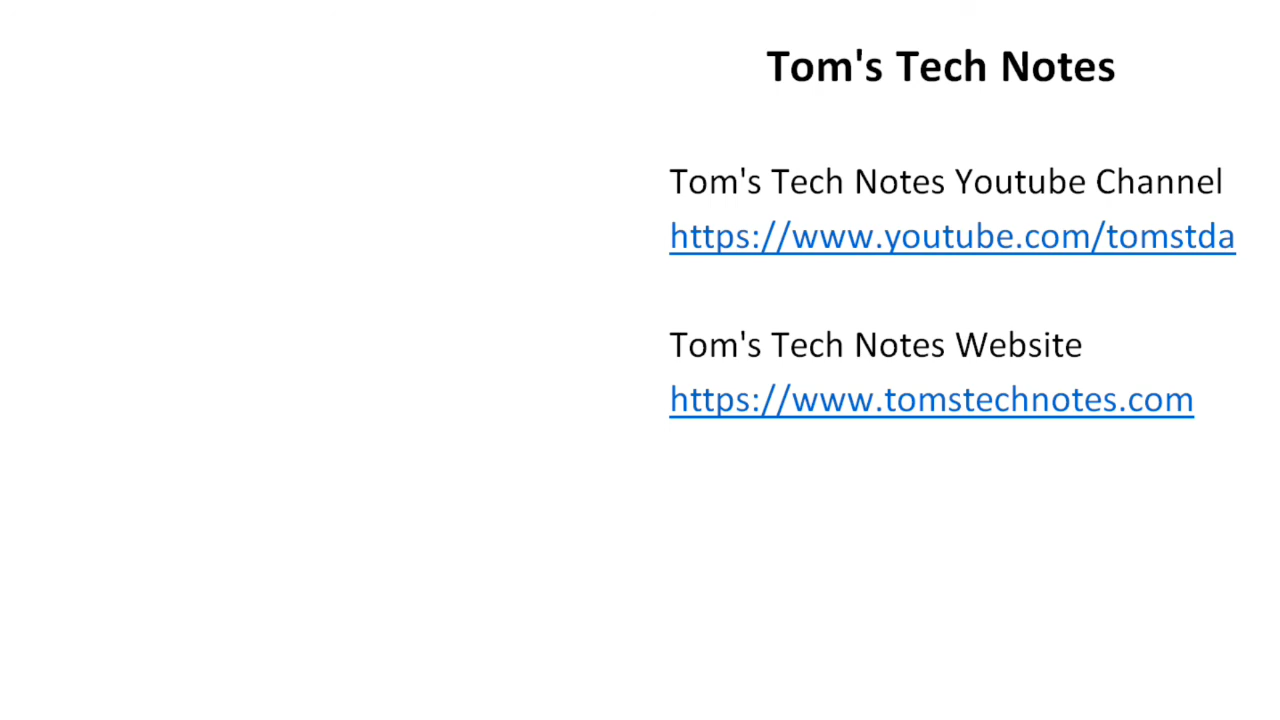 Tom's Tech Notes
Tom's Tech Notes Youtube Channel
https://www.youtube.com/tomstda
Tom's Tech Notes Website
https://www.tomstechnotes.com